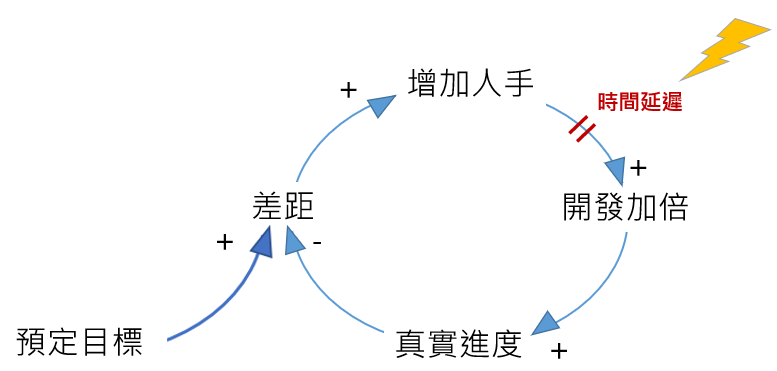 增加人手
+
時間延遲
+
差距
開發加倍
+
-
預定目標
真實進度
+